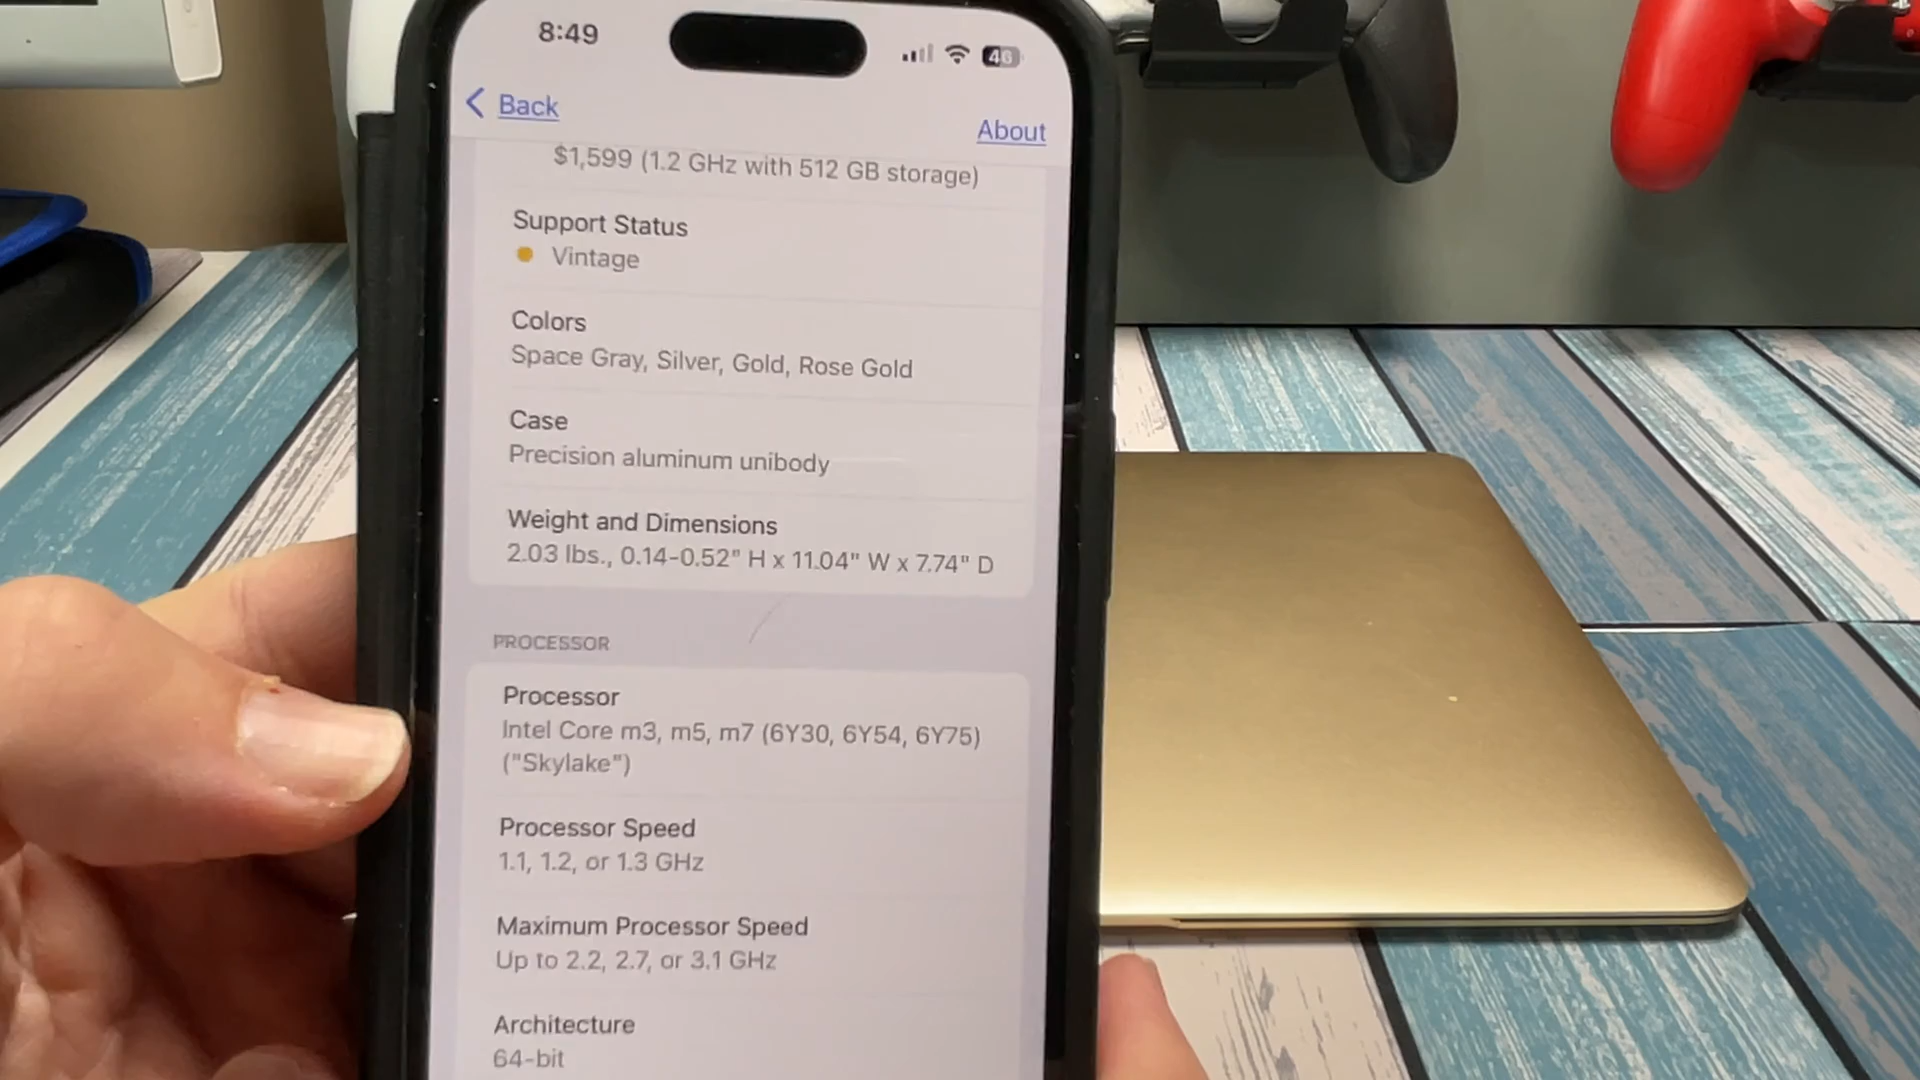 8:49
46
Back
About
$1,599 (1.2 GHz with 512 GB storage)
Support Status
Vintage
Colors
Space Gray, Silver, Gold, Rose Gold
Case
Precision aluminum unibody
Weight and Dimensions
2.03 lbs., 0.14-0.52" H x 11.04" W x 7.74" D
PROCESSOR
Processor
Intel Core m3, m5, m7 (6Y30, 6Y54, 6Y75)
("Skylake")
Processor Speed
1.1, 1.2, or 1.3 GHz
Maximum Processor Speed
Up to 2.2, 2.7, or 3.1 GHz
Architecture
64-bit